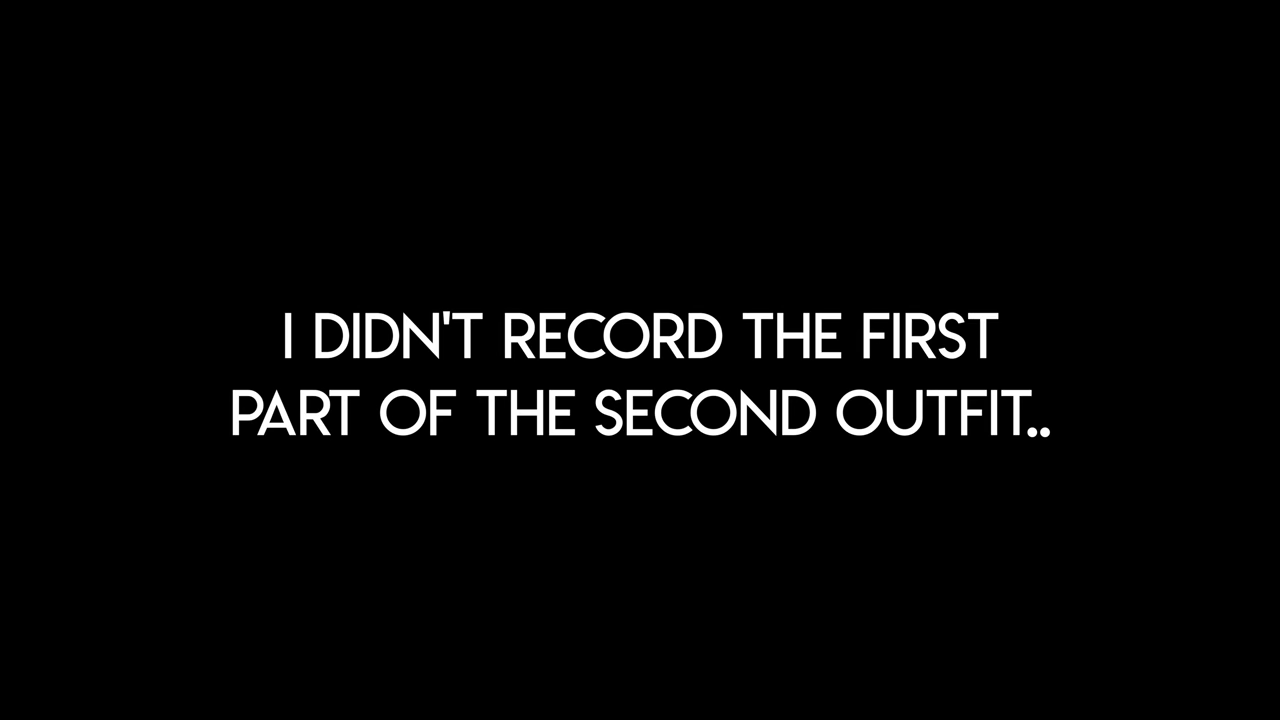 I DIDN'T RECORD THE FIRST
PART OF THE SECOND OUTFIT..